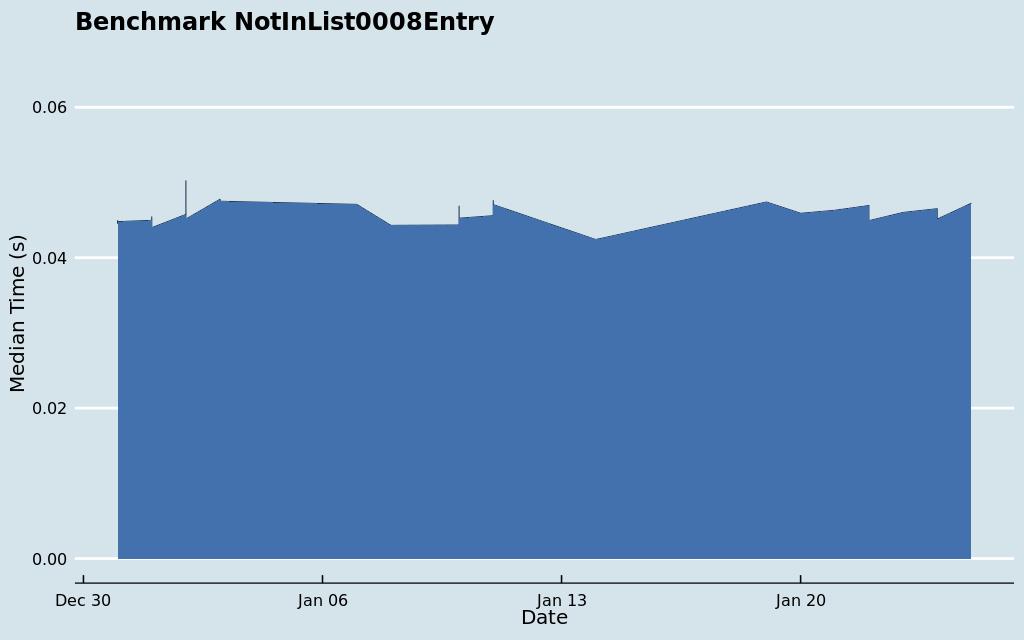 Benchmark NotInList0008Entry
0.06
0.04
0.02
0.00
Median Time (s)
Dec 30
Jan 06
Jan 13
Jan 20
Date